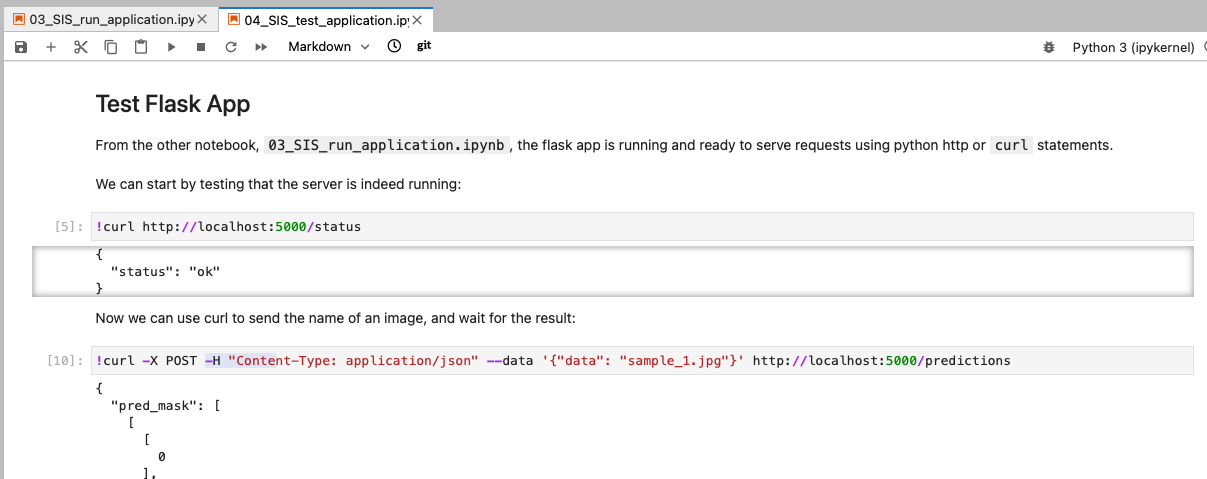 03_SIS_run_application.ipy
04_SIS_test_application.ip
Markdown
git
Python 3 (ipykernel)
Test Flask App
From the other notebook, 03_SIS_run_application.ipynb , the flask app is running and ready to serve requests using python http or curl statements.
We can start by testing that the server is indeed running:
[5]: !curl http://localhost:5000/status
{
"status": "ok"
}
Now we can use curl to send the name of an image, and wait for the result:
[10]: !curl -X POST -H "Content-Type: application/json" --data '{"data": "sample_1.jpg"}' http://localhost:5000/predictions
{
"pred_mask": [
[
[
0
],